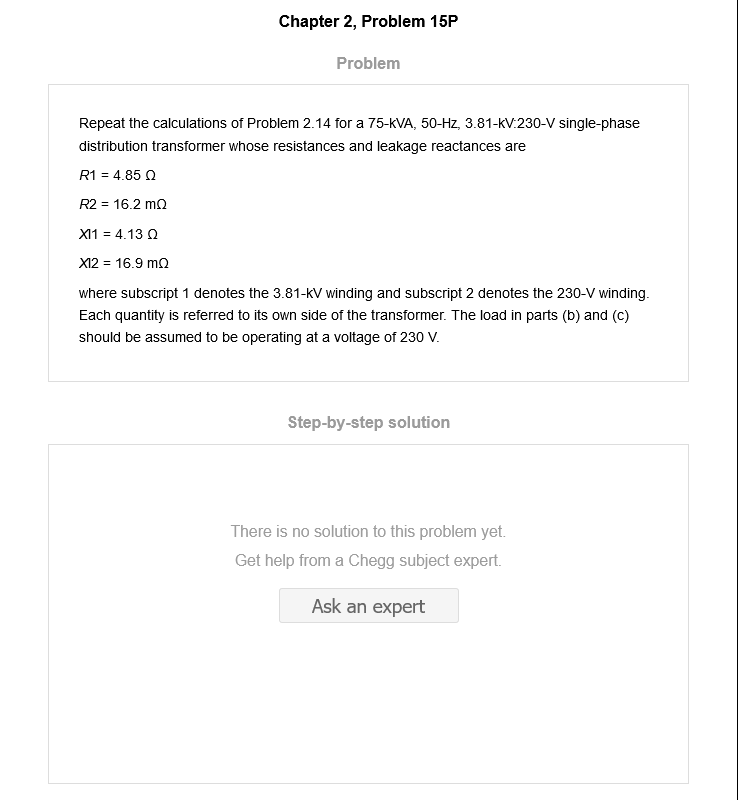 Chapter 2, Problem 15P
Problem
Repeat the calculations of Problem 2.14 for a 75-kVA, 50-Hz, 3.81-kV:230-V single-phase
distribution transformer whose resistances and leakage reactances are
R1 = 4.85 Ω
R2 = 16.2 mΩ
Xl1 = 4.13 Ω
Xl2 = 16.9 mΩ
where subscript 1 denotes the 3.81-kV winding and subscript 2 denotes the 230-V winding.
Each quantity is referred to its own side of the transformer. The load in parts (b) and (c)
should be assumed to be operating at a voltage of 230 V.
Step-by-step solution
There is no solution to this problem yet.
Get help from a Chegg subject expert.
Ask an expert